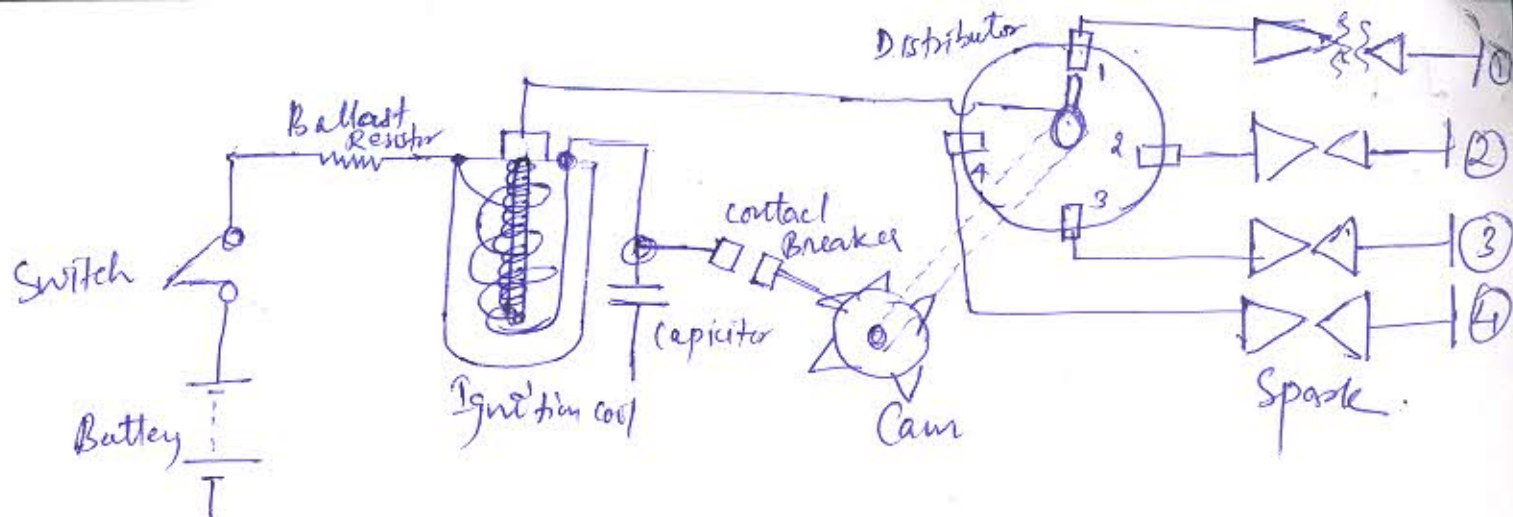 Distributor
1
①
Ballast
Resistor
2
②
4
3
contact
Breaker
③
Switch
Capicitor
④
Ignition coil
Cam
Spark.
Battery